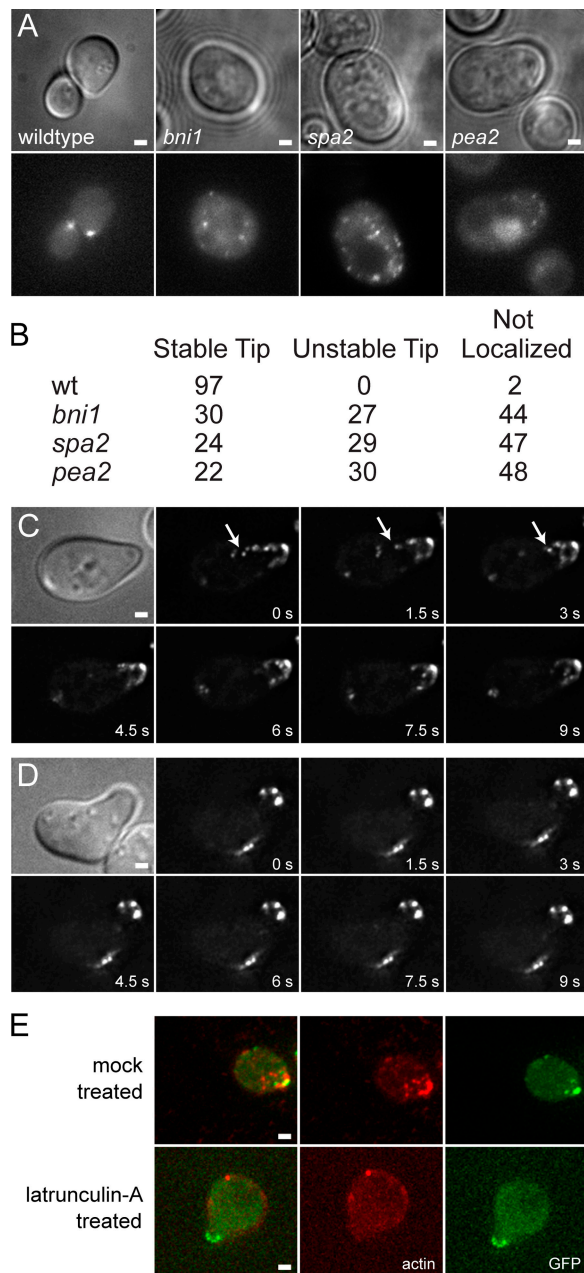 A
wildtype
bni1
spa2
pea2
B
Stable Tip Unstable Tip Not Localized
wt 97 0 2
bni1 30 27 44
spa2 24 29 47
pea2 22 30 48
C
0 s 1.5 s 3 s
4.5 s 6 s 7.5 s 9 s
D
0 s 1.5 s 3 s
4.5 s 6 s 7.5 s 9 s
E
mock treated
latrunculin-A treated
actin
GFP